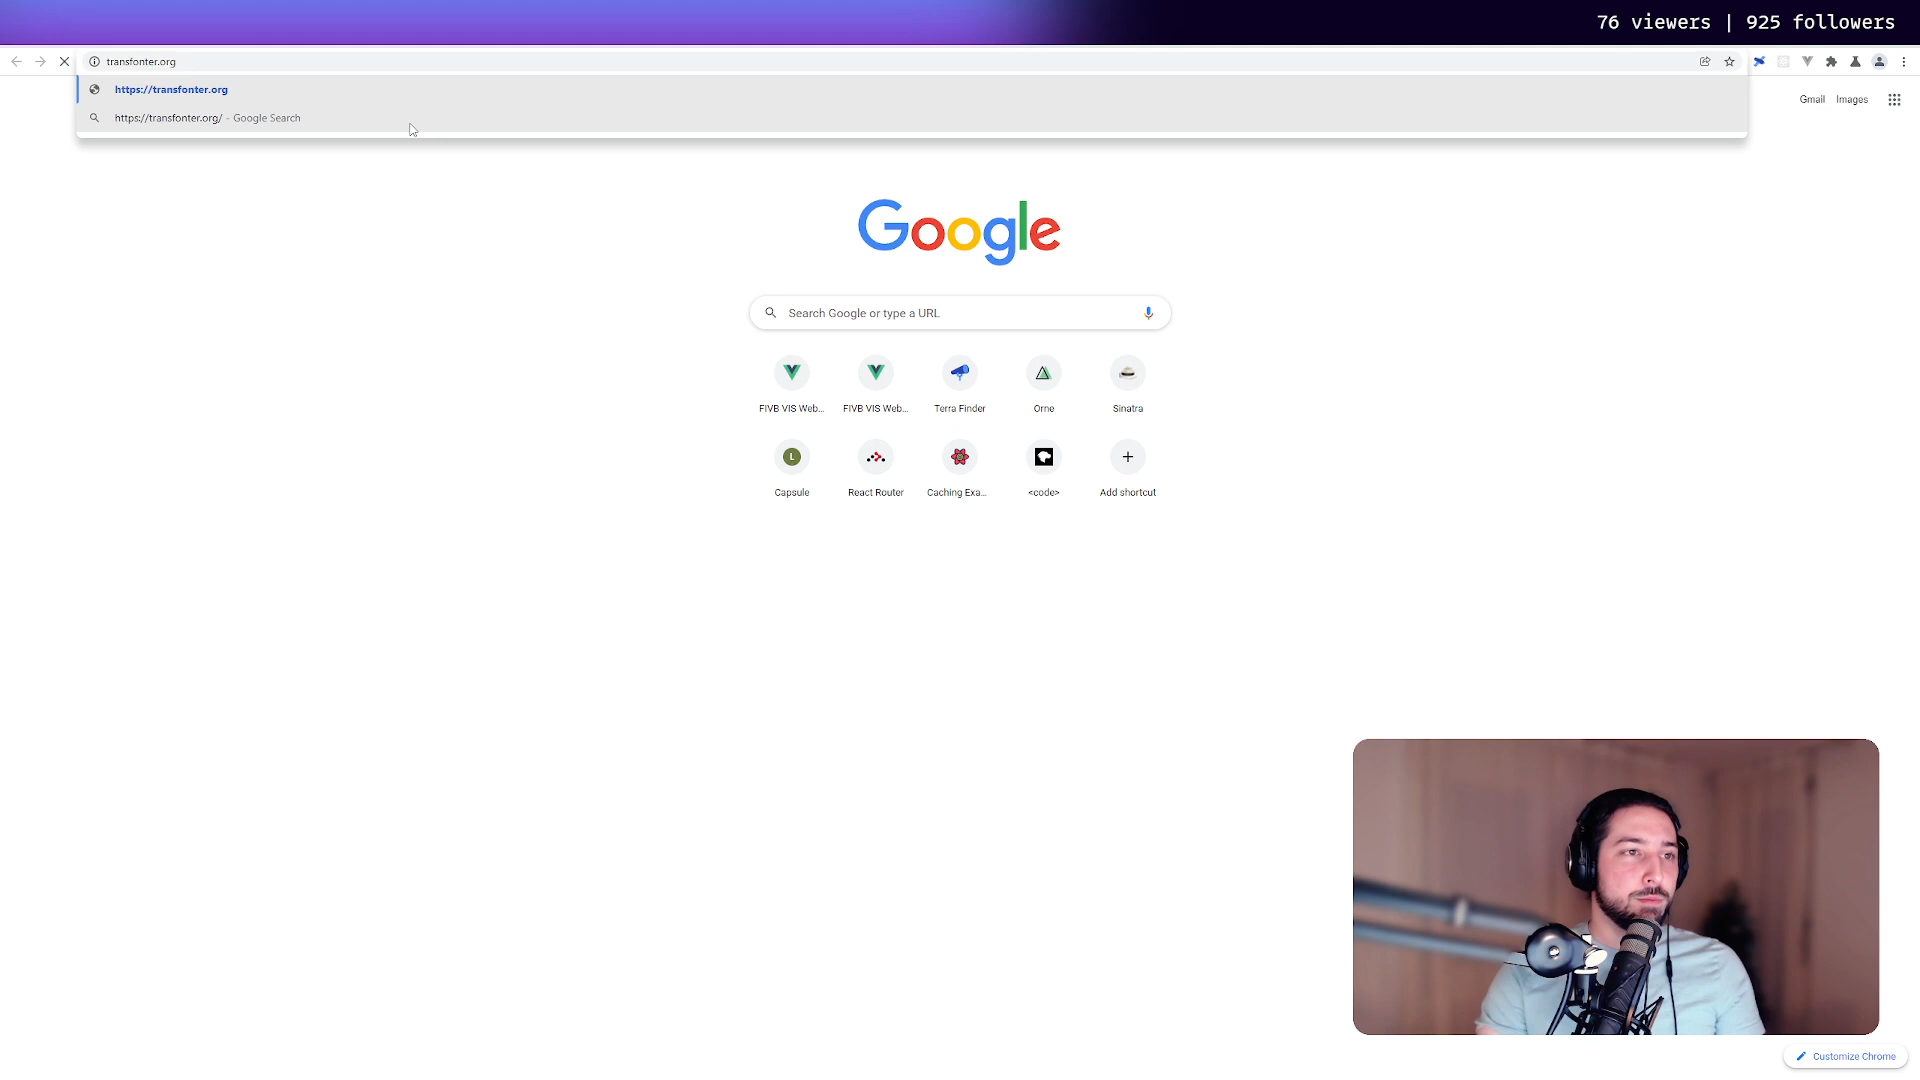 76 viewers | 925 followers
transfonter.org
https://transfonter.org
https://transfonter.org/ - Google Search
Gmail Images
Google
Search Google or type a URL
FIVB VIS Web... FIVB VIS Web... Terra Finder Orne Sinatra
L
Capsule React Router Caching Exa... <code> Add shortcut
Customize Chrome